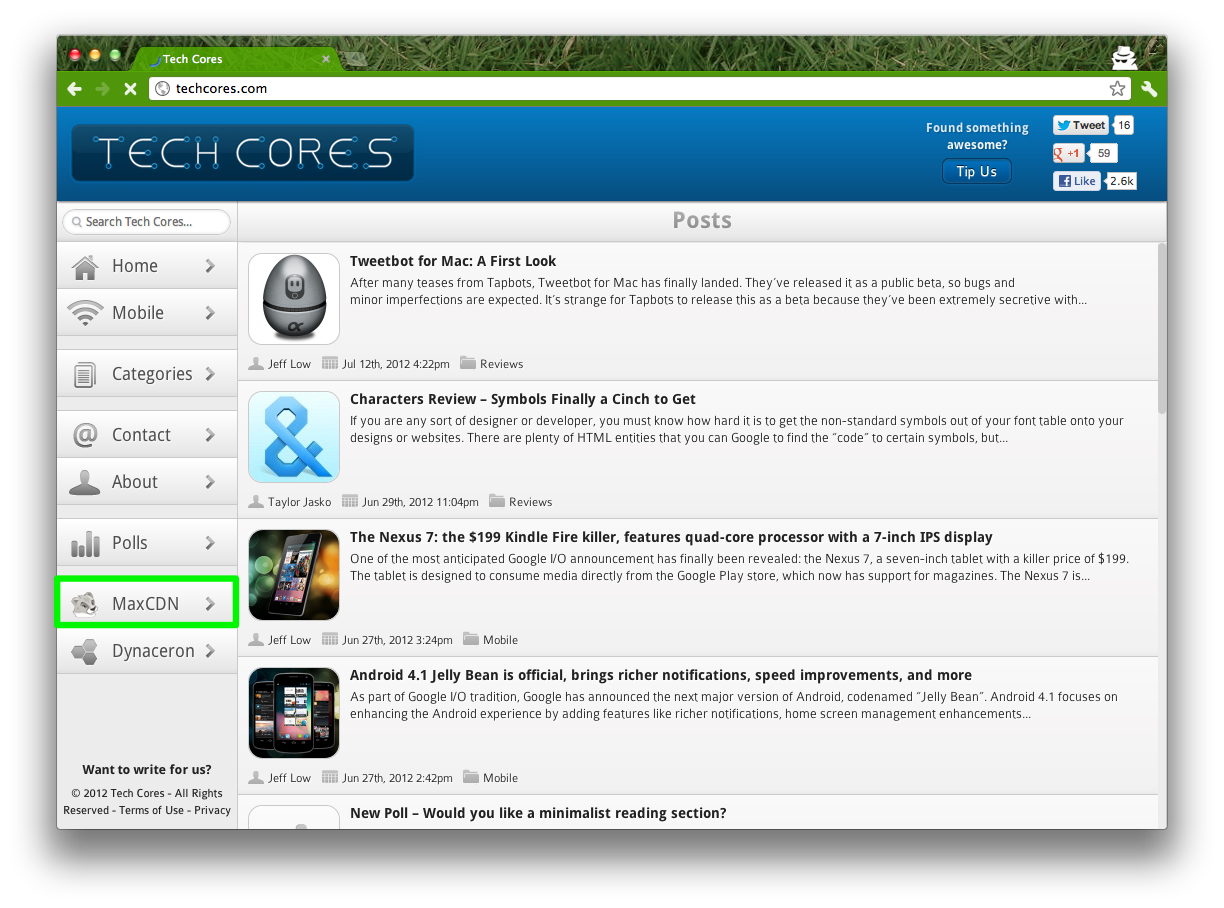 Tech Cores
techcores.com
TECH CORES
Found something
awesome?
Tip Us
Tweet 16
+1 59
Like 2.6k
Search Tech Cores...
Home
Mobile
Categories
Contact
About
Polls
MaxCDN
Dynaceron
Want to write for us?
© 2012 Tech Cores - All Rights
Reserved - Terms of Use - Privacy
Posts
Tweetbot for Mac: A First Look
After many teases from Tapbots, Tweetbot for Mac has finally landed. They’ve released it as a public beta, so bugs and
minor imperfections are expected. It’s strange for Tapbots to release this as a beta because they’ve been extremely secretive with...
Jeff Low Jul 12th, 2012 4:22pm Reviews
Characters Review – Symbols Finally a Cinch to Get
If you are any sort of designer or developer, you must know how hard it is to get the non-standard symbols out of your font table onto your
designs or websites. There are plenty of HTML entities that you can Google to find the “code” to certain symbols, but...
Taylor Jasko Jun 29th, 2012 11:04pm Reviews
The Nexus 7: the $199 Kindle Fire killer, features quad-core processor with a 7-inch IPS display
One of the most anticipated Google I/O announcement has finally been revealed: the Nexus 7, a seven-inch tablet with a killer price of $199.
The tablet is designed to consume media directly from the Google Play store, which now has support for magazines. The Nexus 7 is...
Jeff Low Jun 27th, 2012 3:24pm Mobile
Android 4.1 Jelly Bean is official, brings richer notifications, speed improvements, and more
As part of Google I/O tradition, Google has announced the next major version of Android, codenamed “Jelly Bean”. Android 4.1 focuses on
enhancing the Android experience by adding features like richer notifications, home screen management enhancements...
Jeff Low Jun 27th, 2012 2:42pm Mobile
New Poll – Would you like a minimalist reading section?